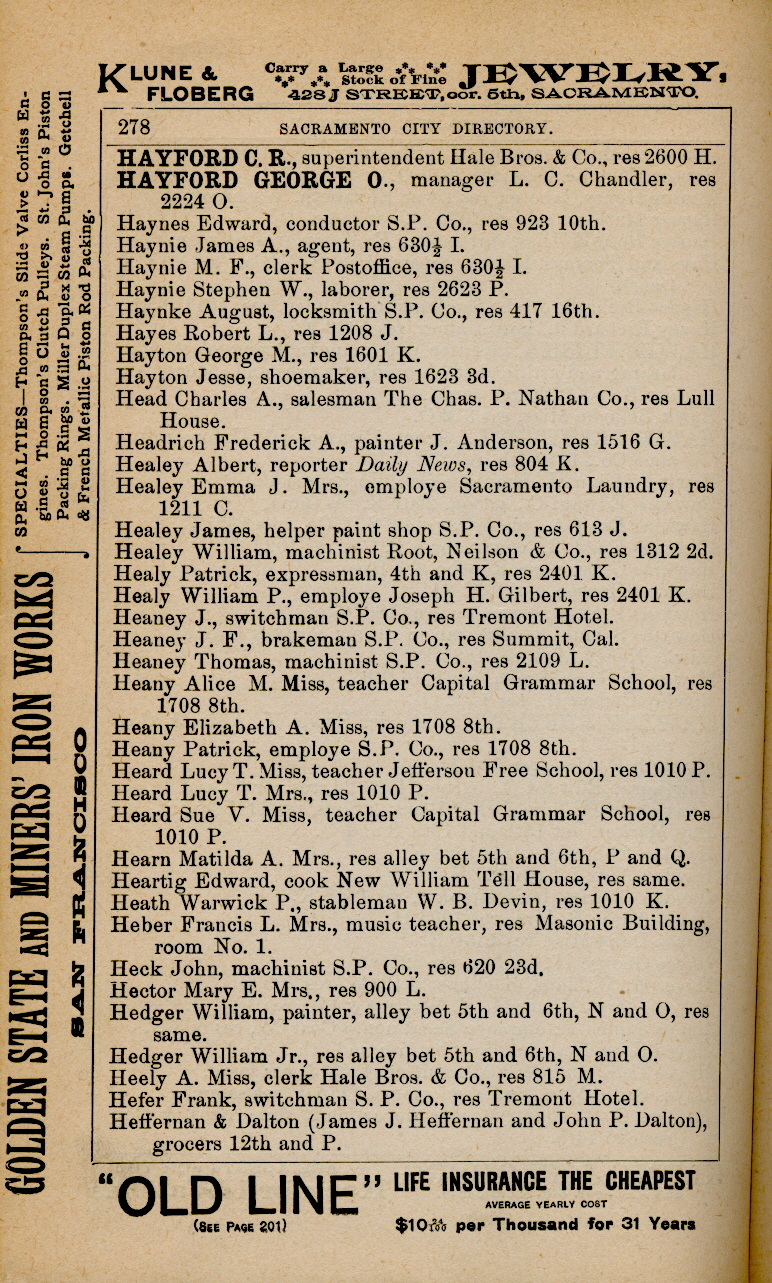 KLUNE & FLOBERG
Carry a Large Stock of Fine JEWELRY,
428 J STREET, cor. 5th, SACRAMENTO.
278 SACRAMENTO CITY DIRECTORY.
HAYFORD C. R., superintendent Hale Bros. & Co., res 2600 H.
HAYFORD GEORGE O., manager L. C. Chandler, res
2224 O.
Haynes Edward, conductor S.P. Co., res 923 10th.
Haynie James A., agent, res 630½ I.
Haynie M. F., clerk Postoffice, res 630½ I.
Haynie Stephen W., laborer, res 2623 P.
Haynke August, locksmith S.P. Co., res 417 16th.
Hayes Robert L., res 1208 J.
Hayton George M., res 1601 K.
Hayton Jesse, shoemaker, res 1623 3d.
Head Charles A., salesman The Chas. P. Nathan Co., res Lull
House.
Headrich Frederick A., painter J. Anderson, res 1516 G.
Healey Albert, reporter Daily News, res 804 K.
Healey Emma J. Mrs., employe Sacramento Laundry, res
1211 C.
Healey James, helper paint shop S.P. Co., res 613 J.
Healey William, machinist Root, Neilson & Co., res 1312 2d.
Healy Patrick, expressman, 4th and K, res 2401 K.
Healy William P., employe Joseph H. Gilbert, res 2401 K.
Heaney J., switchman S.P. Co., res Tremont Hotel.
Heaney J. F., brakeman S.P. Co., res Summit, Cal.
Heaney Thomas, machinist S.P. Co., res 2109 L.
Heany Alice M. Miss, teacher Capital Grammar School, res
1708 8th.
Heany Elizabeth A. Miss, res 1708 8th.
Heany Patrick, employe S.P. Co., res 1708 8th.
Heard Lucy T. Miss, teacher Jefferson Free School, res 1010 P.
Heard Lucy T. Mrs., res 1010 P.
Heard Sue V. Miss, teacher Capital Grammar School, res
1010 P.
Hearn Matilda A. Mrs., res alley bet 5th and 6th, P and Q.
Heartig Edward, cook New William Tell House, res same.
Heath Warwick P., stableman W. B. Devin, res 1010 K.
Heber Francis L. Mrs., music teacher, res Masonic Building,
room No. 1.
Heck John, machinist S.P. Co., res 620 23d.
Hector Mary E. Mrs., res 900 L.
Hedger William, painter, alley bet 5th and 6th, N and O, res
same.
Hedger William Jr., res alley bet 5th and 6th, N and O.
Heely A. Miss, clerk Hale Bros. & Co., res 815 M.
Hefer Frank, switchman S. P. Co., res Tremont Hotel.
Heffernan & Dalton (James J. Heffernan and John P. Dalton),
grocers 12th and P.
"OLD LINE"
(SEE PAGE 201)
LIFE INSURANCE THE CHEAPEST
AVERAGE YEARLY COST
$10 per Thousand for 31 Years
GOLDEN STATE AND MINERS' IRON WORKS
SAN FRANCISCO
SPECIALTIES—Thompson's Slide Valve Corliss En-
gines. Thompson's Clutch Pulleys. St. John's Piston
Packing Rings. Miller Duplex Steam Pumps. Getchell
& French Metallic Piston Rod Packing.